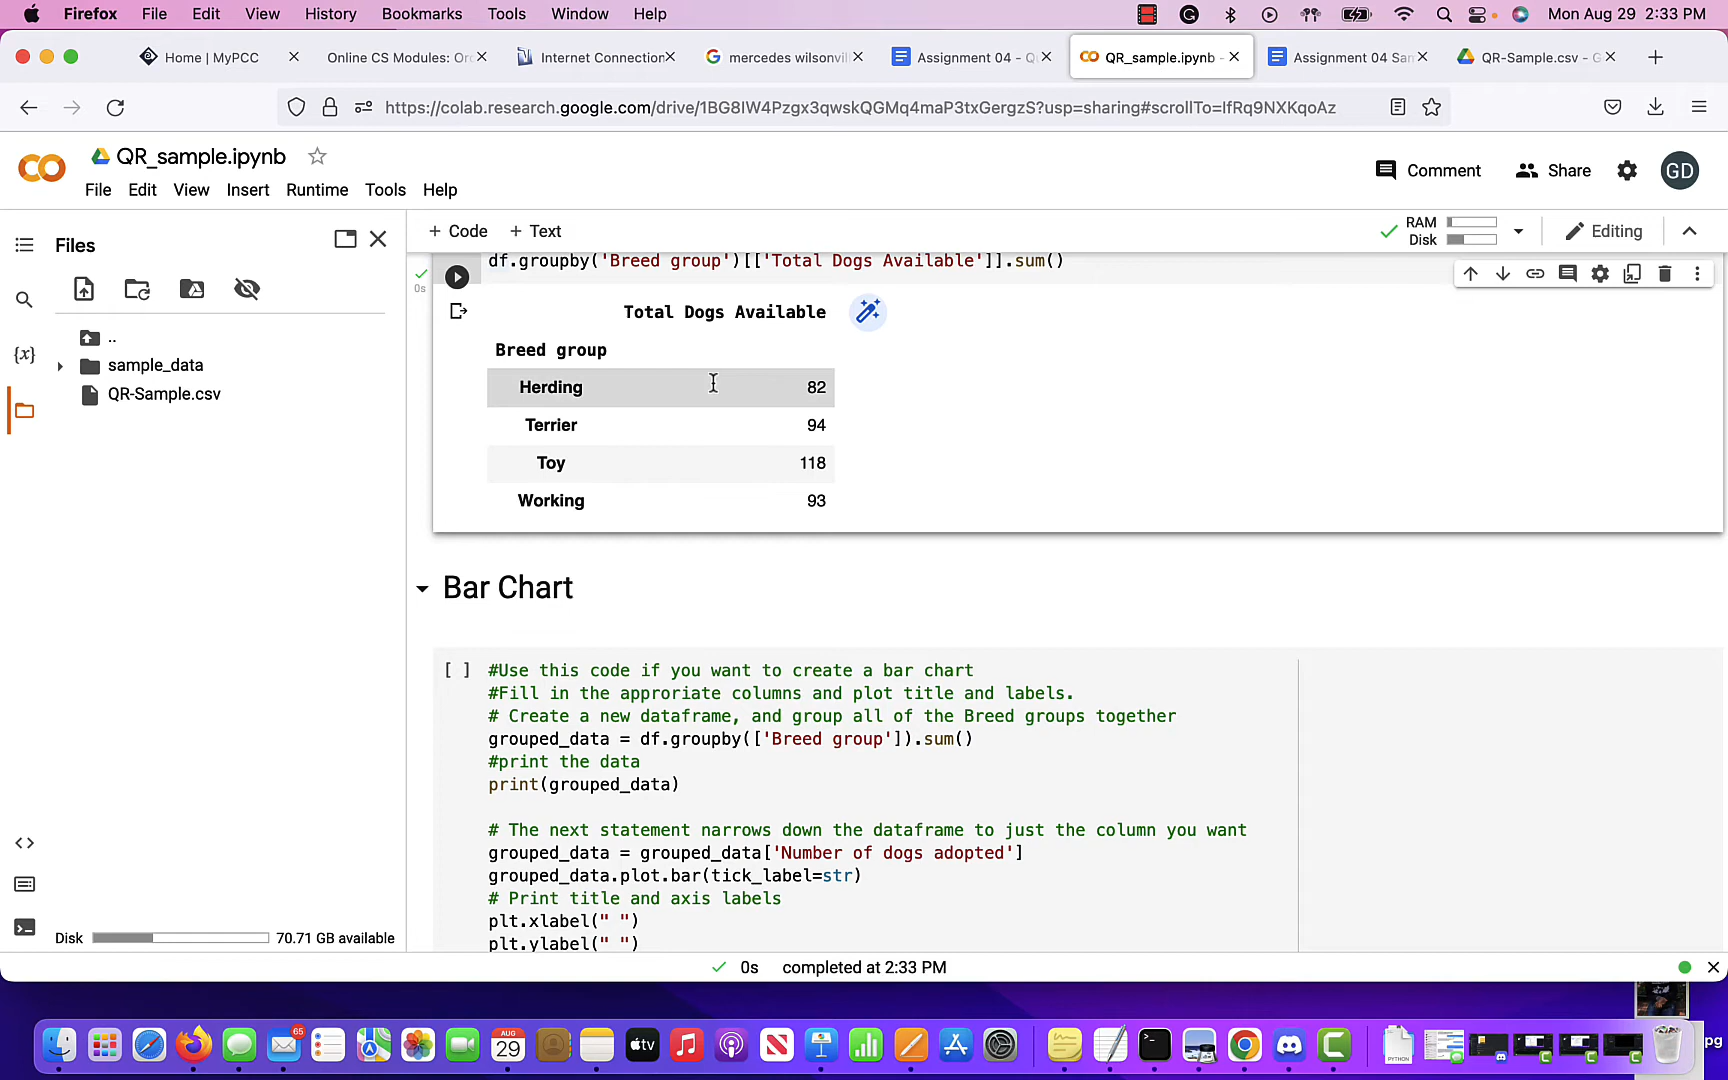 Firefox File Edit View History Bookmarks Tools Window Help Mon Aug 29 2:33 PM
Home | MyPCC Online CS Modules: Or Internet Connection mercedes wilsonvil Assignment 04 - Q QR_sample.ipynb - Assignment 04 San QR-Sample.csv - G
https://colab.research.google.com/drive/1BG8IW4Pzgx3qwskQGMq4maP3txGergzS?usp=sharing#scrollTo=IfRq9NXKqoAz
QR_sample.ipynb
Comment Share GD
File Edit View Insert Runtime Tools Help
Files
+ Code + Text
RAM
Disk
Editing
..
sample_data
QR-Sample.csv
{x}
Disk 70.71 GB available
df.groupby('Breed group')[['Total Dogs Available']].sum()
0s
Total Dogs Available
Breed group
Herding 82
Terrier 94
Toy 118
Working 93
Bar Chart
[ ] #Use this code if you want to create a bar chart
#Fill in the approriate columns and plot title and labels.
# Create a new dataframe, and group all of the Breed groups together
grouped_data = df.groupby(['Breed group']).sum()
#print the data
print(grouped_data)
# The next statement narrows down the dataframe to just the column you want
grouped_data = grouped_data['Number of dogs adopted']
grouped_data.plot.bar(tick_label=str)
# Print title and axis labels
plt.xlabel(" ")
plt.ylabel(" ")
0s completed at 2:33 PM
65
AUG
29
tv
PYTHON
pg